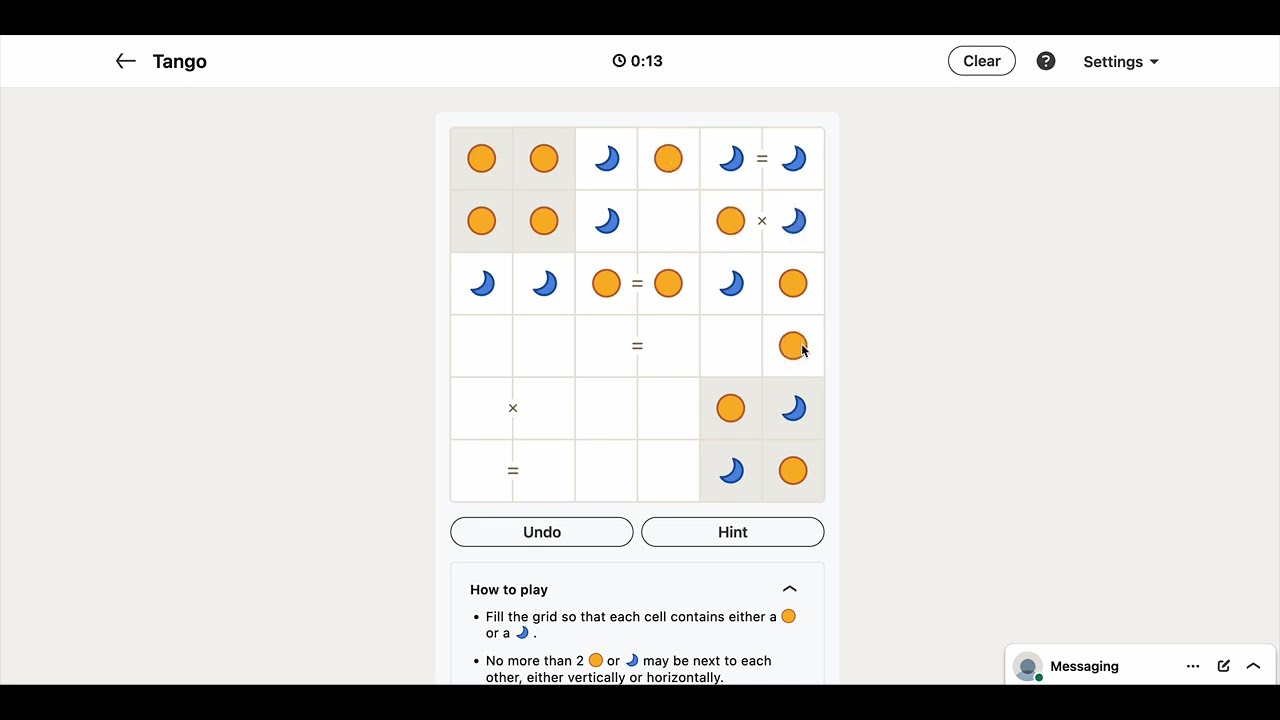 Tango
0:13
Clear
?
Settings
=
×
=
=
×
=
Undo
Hint
How to play
• Fill the grid so that each cell contains either a
or a .
• No more than 2 or may be next to each
other, either vertically or horizontally.
Messaging